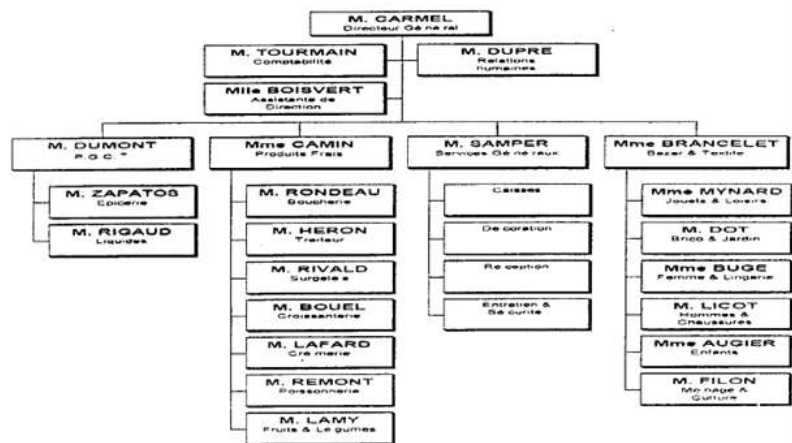 M. CARMEL
Directeur Général
M. TOURMAIN
Comptabilité
M. DUPRE
Relations
humaines
Mlle BOISVERT
Assistante de
Direction
M. DUMONT
P.G.C. *
M. ZAPATOS
Epicerie
M. RIGAUD
Liquides
Mme CAMIN
Produits Frais
M. RONDEAU
Boucherie
M. HERON
Traiteur
M. RIVALD
Surgelés
M. BOUEL
Croissanterie
M. LAFARD
Crémerie
M. REMONT
Poissonnerie
M. LAMY
Fruits & Légumes
M. SAMPER
Services Généraux
Caisses
Décoration
Réception
Entretien &
Sécurité
Mme BRANCELET
Bazar & Textile
Mme MYNARD
Jouets & Loisirs
M. DOT
Brico & Jardin
Mme BUGE
Femme & Lingerie
M. LICOT
Hommes &
Chaussures
Mme AUGIER
Enfants
M. FILON
Ménage &
Culture